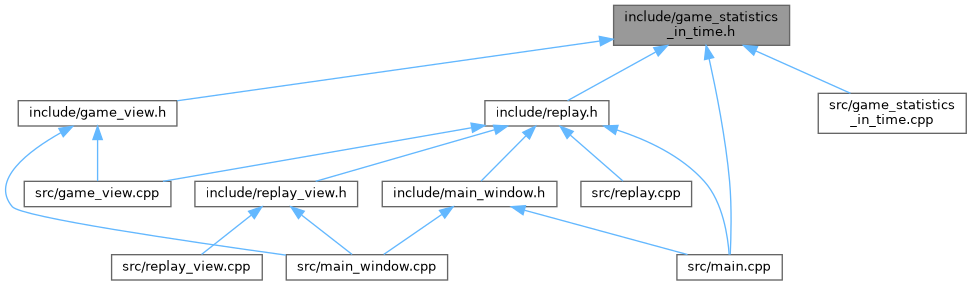 include/game_statistics
_in_time.h
include/game_view.h
include/replay.h
src/game_statistics
_in_time.cpp
src/game_view.cpp
include/replay_view.h
include/main_window.h
src/replay.cpp
src/replay_view.cpp
src/main_window.cpp
src/main.cpp